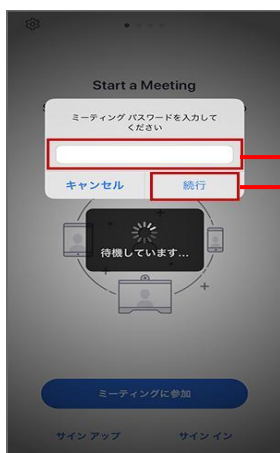 Start a Meeting
ミーティング パスワードを入力して
ください
キャンセル
続行
待機しています...
ミーティングに参加
サイン アップ
サイン イン